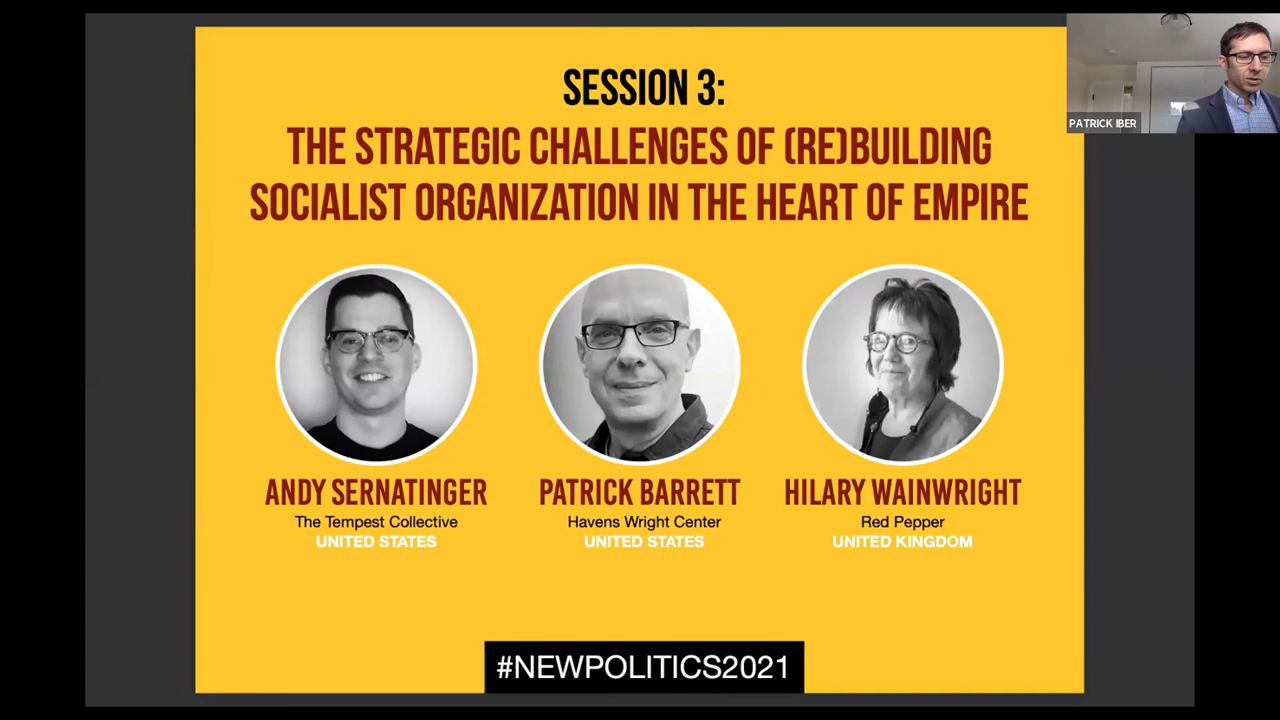 SESSION 3:
THE STRATEGIC CHALLENGES OF (RE)BUILDING
SOCIALIST ORGANIZATION IN THE HEART OF EMPIRE
PATRICK IBER
ANDY SERNATINGER
The Tempest Collective
UNITED STATES
PATRICK BARRETT
Havens Wright Center
UNITED STATES
HILARY WAINWRIGHT
Red Pepper
UNITED KINGDOM
#NEWPOLITICS2021